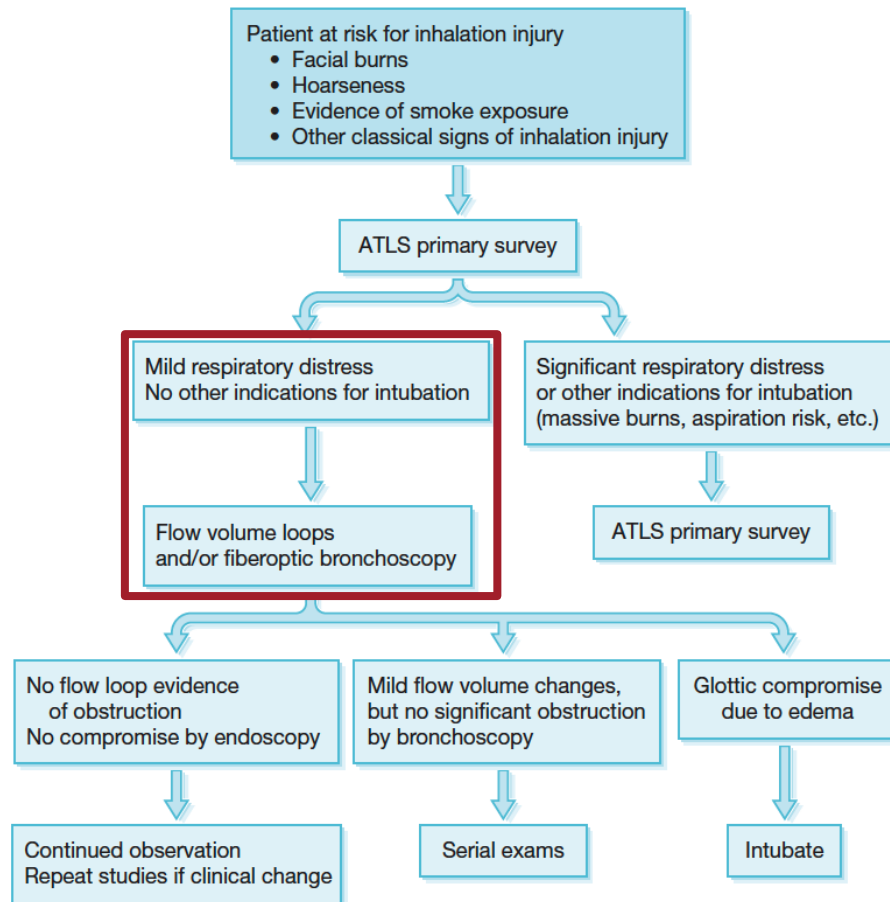 Patient at risk for inhalation injury
• Facial burns
• Hoarseness
• Evidence of smoke exposure
• Other classical signs of inhalation injury
ATLS primary survey
Mild respiratory distress
No other indications for intubation
Significant respiratory distress
or other indications for intubation
(massive burns, aspiration risk, etc.)
Flow volume loops
and/or fiberoptic bronchoscopy
ATLS primary survey
No flow loop evidence
of obstruction
No compromise by endoscopy
Mild flow volume changes,
but no significant obstruction
by bronchoscopy
Glottic compromise
due to edema
Continued observation
Repeat studies if clinical change
Serial exams
Intubate